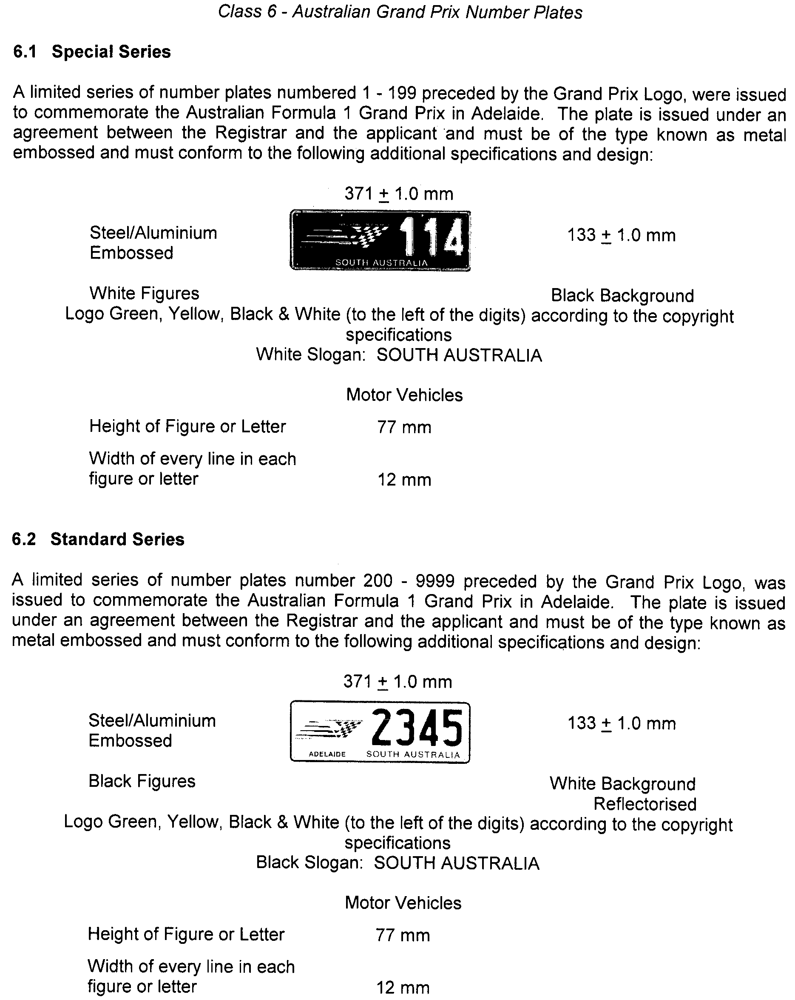 Class 6 - Australian Grand Prix Number Plates
6.1 Special Series
A limited series of number plates numbered 1 - 199 preceded by the Grand Prix Logo, were issued
to commemorate the Australian Formula 1 Grand Prix in Adelaide. The plate is issued under an
agreement between the Registrar and the applicant and must be of the type known as metal
embossed and must conform to the following additional specifications and design:
371 ± 1.0 mm
Steel/Aluminium
Embossed
114
SOUTH AUSTRALIA
133 ± 1.0 mm
White Figures
Black Background
Logo Green, Yellow, Black & White (to the left of the digits) according to the copyright
specifications
White Slogan: SOUTH AUSTRALIA
Motor Vehicles
Height of Figure or Letter 77 mm
Width of every line in each
figure or letter 12 mm
6.2 Standard Series
A limited series of number plates number 200 - 9999 preceded by the Grand Prix Logo, was
issued to commemorate the Australian Formula 1 Grand Prix in Adelaide. The plate is issued
under an agreement between the Registrar and the applicant and must be of the type known as
metal embossed and must conform to the following additional specifications and design:
371 ± 1.0 mm
Steel/Aluminium
Embossed
2345
ADELAIDE SOUTH AUSTRALIA
133 ± 1.0 mm
Black Figures
White Background
Reflectorised
Logo Green, Yellow, Black & White (to the left of the digits) according to the copyright
specifications
Black Slogan: SOUTH AUSTRALIA
Motor Vehicles
Height of Figure or Letter 77 mm
Width of every line in each
figure or letter 12 mm